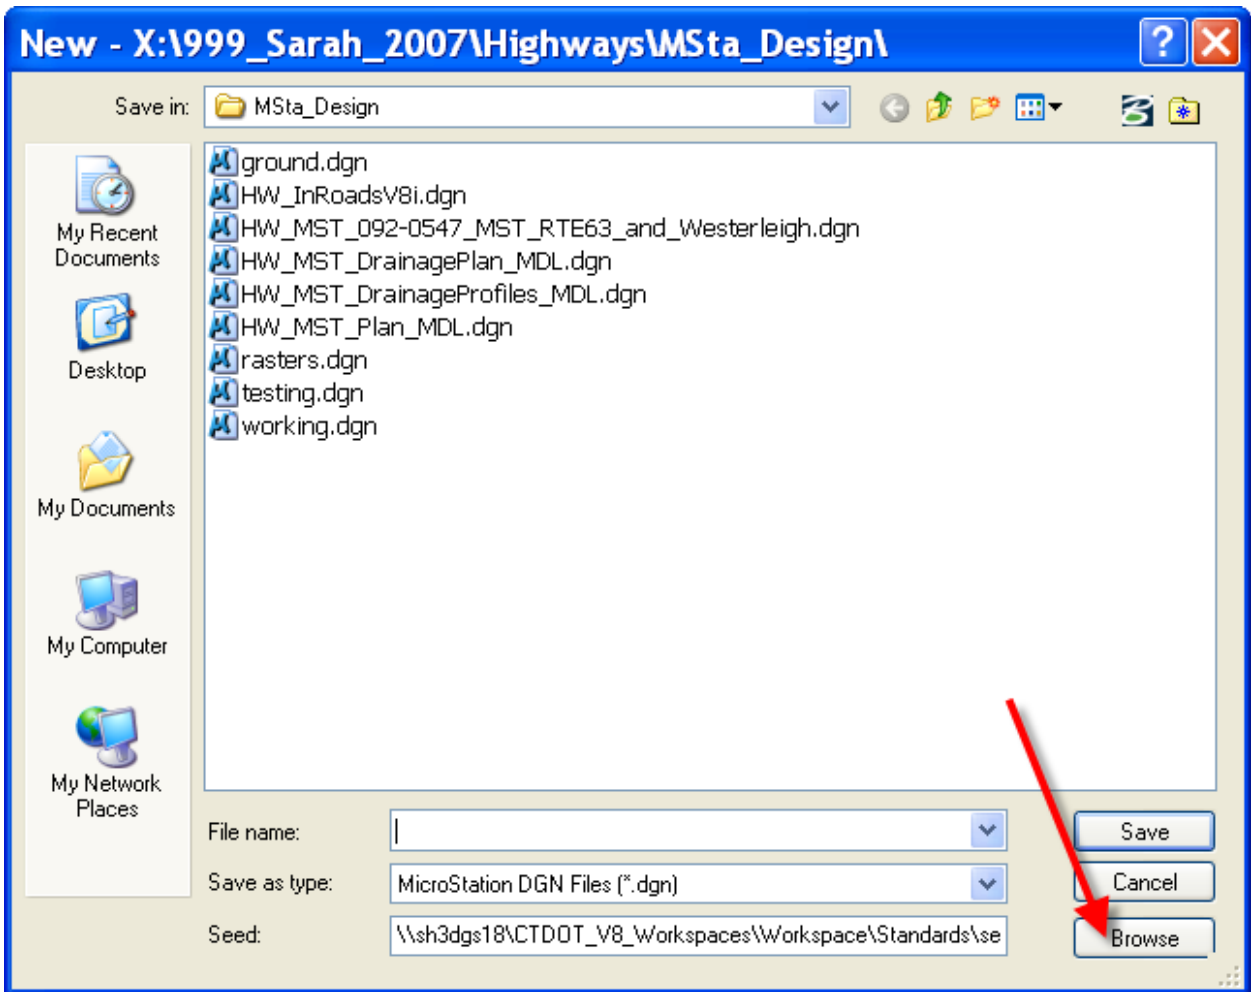 New - X:\999_Sarah_2007\Highways\MSta_Design\
Save in:
MSta_Design
ground.dgn
HW_InRoadsV8i.dgn
HW_MST_092-0547_MST_RTE63_and_Westerleigh.dgn
HW_MST_DrainagePlan_MDL.dgn
HW_MST_DrainageProfiles_MDL.dgn
HW_MST_Plan_MDL.dgn
rasters.dgn
testing.dgn
working.dgn
My Recent
Documents
Desktop
My Documents
My Computer
My Network
Places
File name:
Save
Save as type:
MicroStation DGN Files (*.dgn)
Cancel
Seed:
\\sh3dgs18\CTDOT_V8_Workspaces\Workspace\Standards\se
Browse